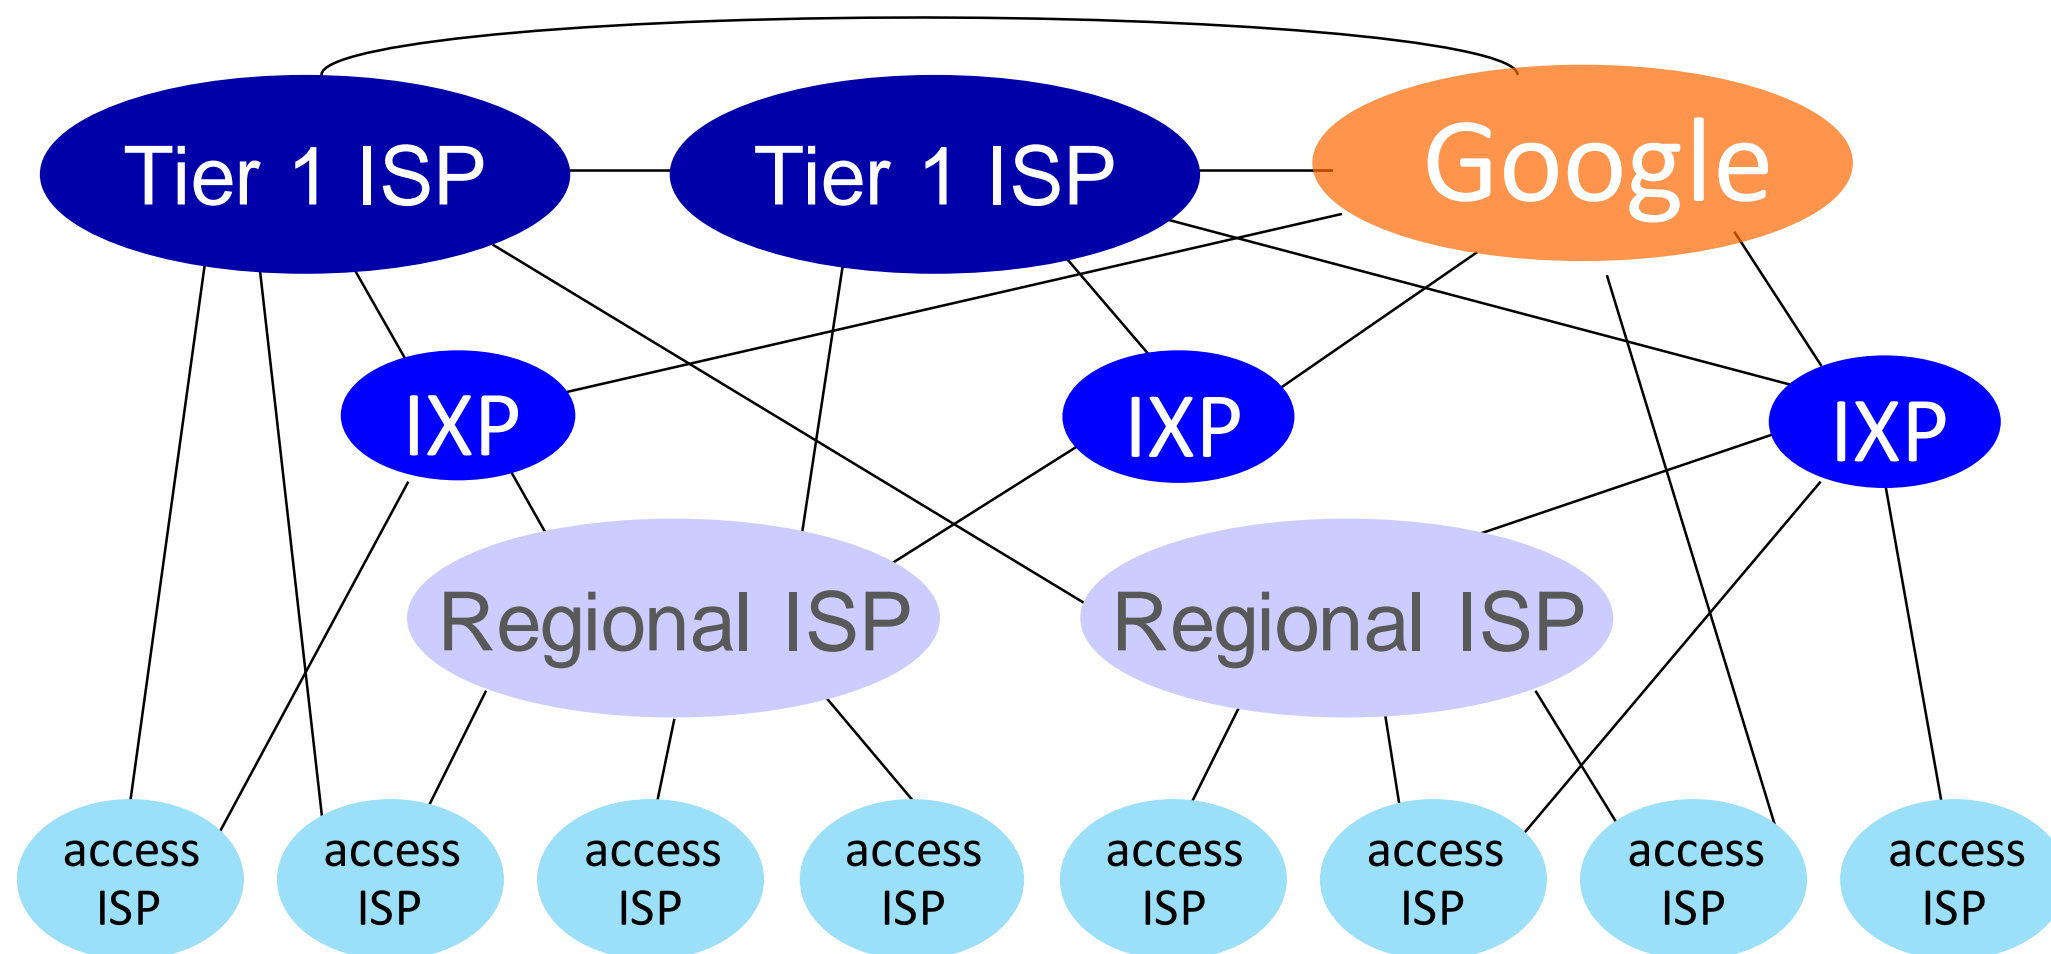 Tier 1 ISP
Tier 1 ISP
Google
IXP
IXP
IXP
Regional ISP
Regional ISP
access
ISP
access
ISP
access
ISP
access
ISP
access
ISP
access
ISP
access
ISP
access
ISP